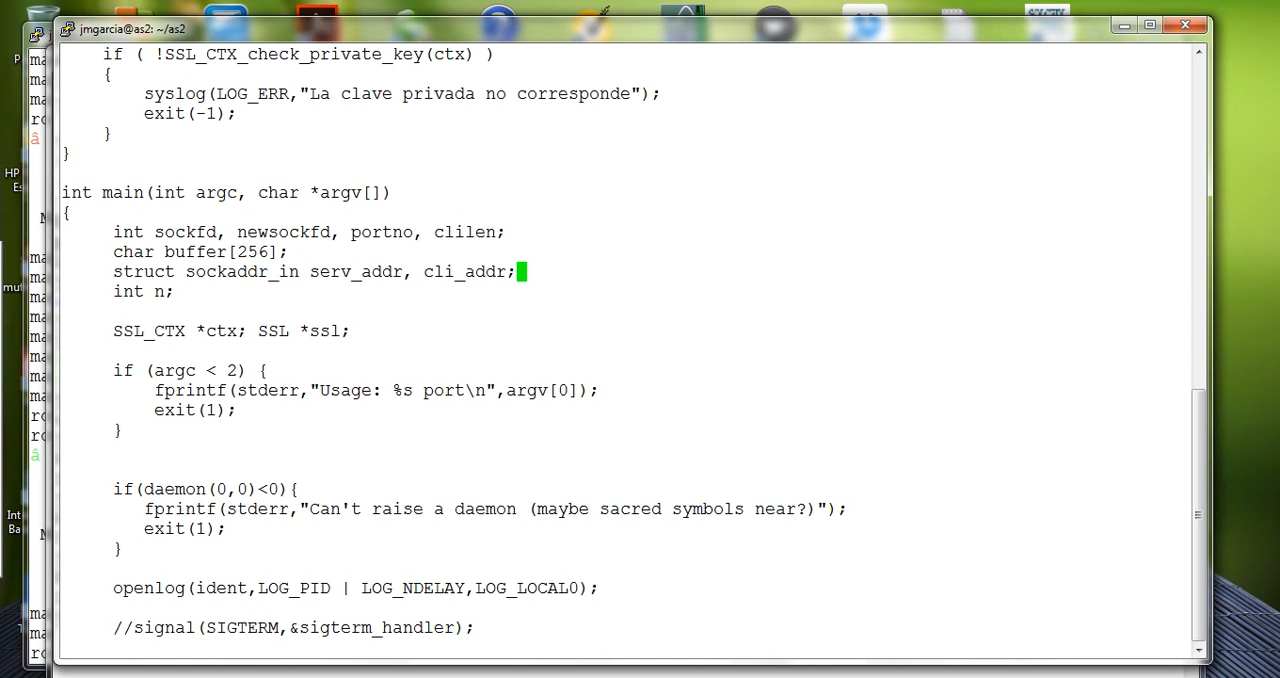 jmgarcia@as2: ~/as2
if ( !SSL_CTX_check_private_key(ctx) )
{
syslog(LOG_ERR,"La clave privada no corresponde");
exit(-1);
}
}
int main(int argc, char *argv[])
{
int sockfd, newsockfd, portno, clilen;
char buffer[256];
struct sockaddr_in serv_addr, cli_addr;
int n;
SSL_CTX *ctx; SSL *ssl;
if (argc < 2) {
fprintf(stderr,"Usage: %s port\n",argv[0]);
exit(1);
}
if(daemon(0,0)<0){
fprintf(stderr,"Can't raise a daemon (maybe sacred symbols near?)");
exit(1);
}
openlog(ident,LOG_PID | LOG_NDELAY,LOG_LOCAL0);
//signal(SIGTERM,&sigterm_handler);
HP